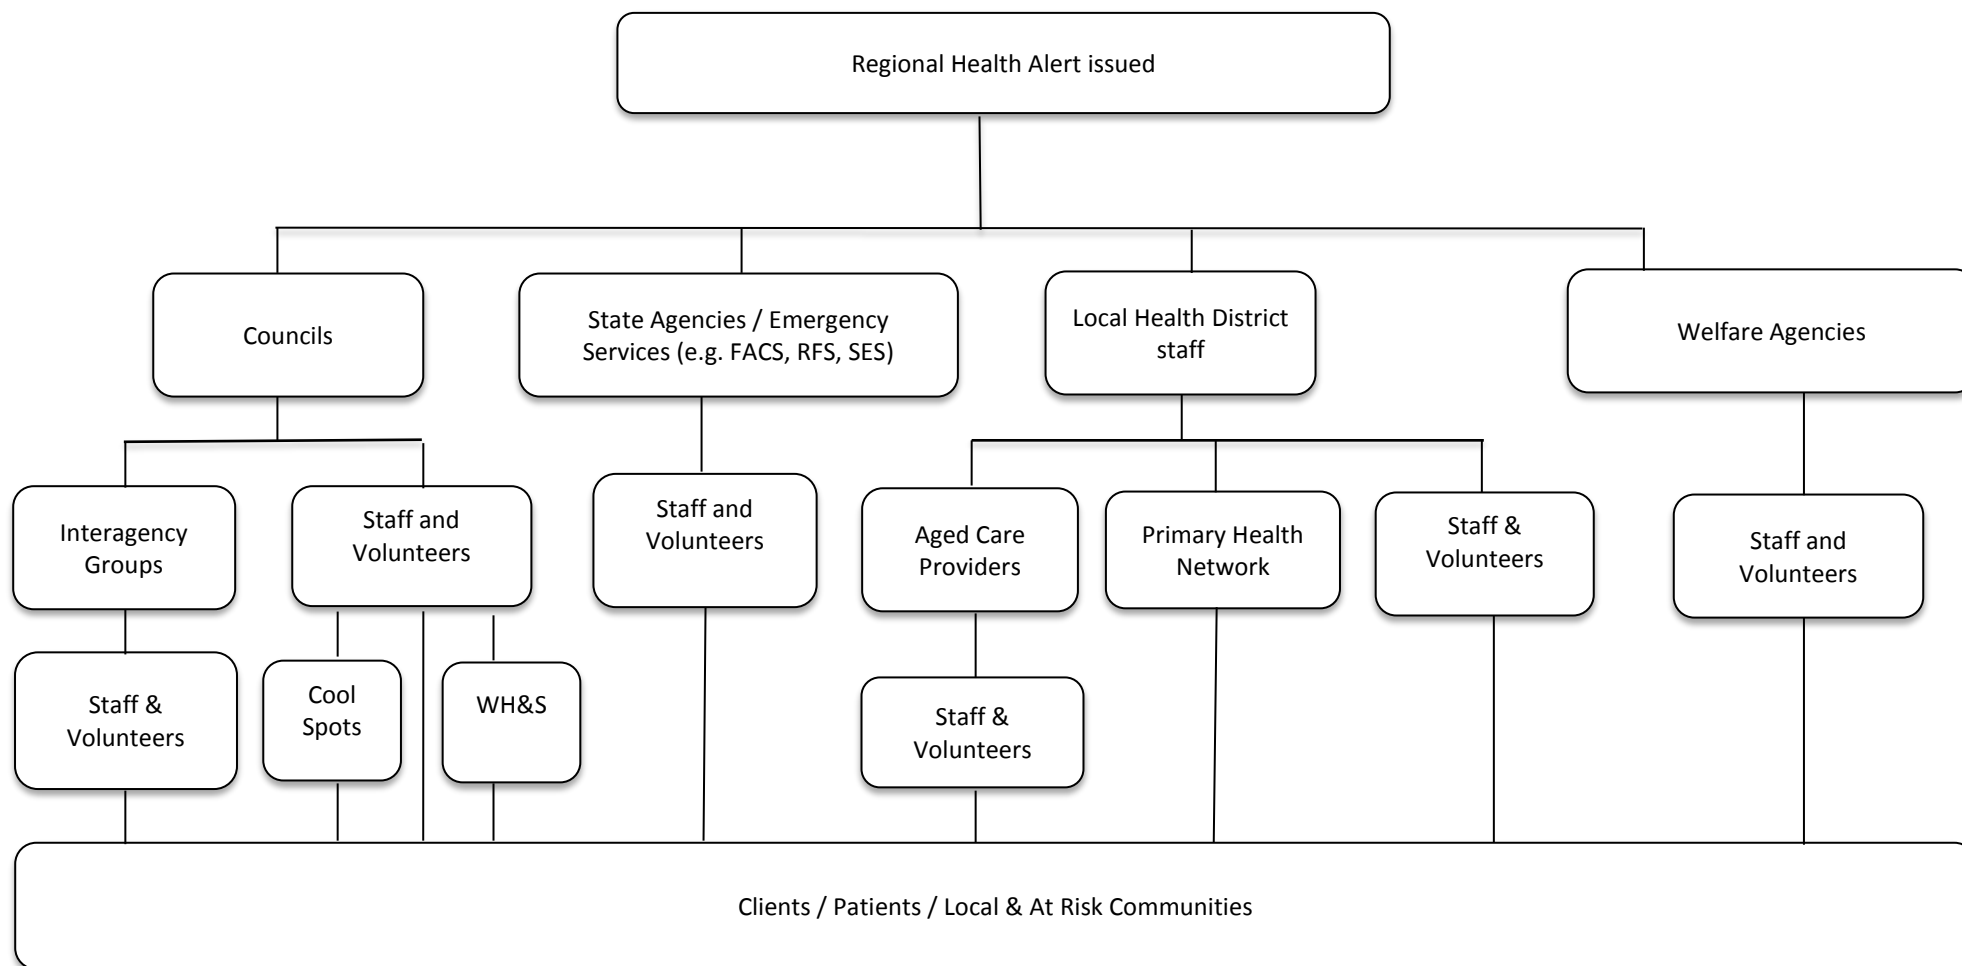 Regional Health Alert issued
Councils
State Agencies / Emergency
Services (e.g. FACS, RFS, SES)
Local Health District
staff
Welfare Agencies
Interagency
Groups
Staff and
Volunteers
Staff and
Volunteers
Aged Care
Providers
Primary Health
Network
Staff &
Volunteers
Staff and
Volunteers
Staff &
Volunteers
Cool
Spots
WH&S
Staff &
Volunteers
Clients / Patients / Local & At Risk Communities